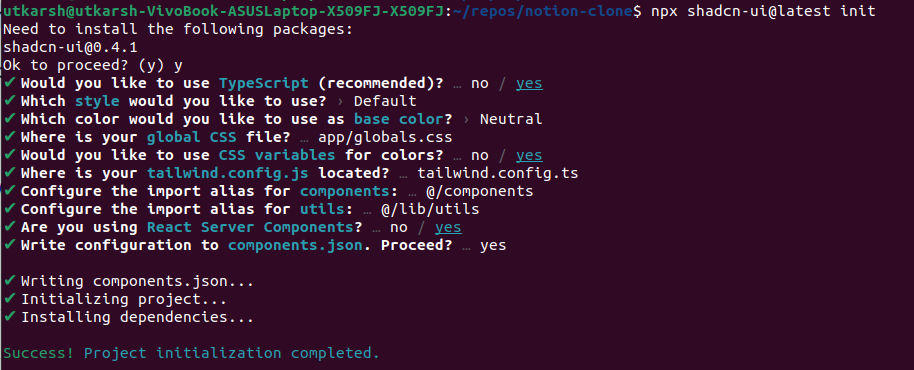 utkarsh@utkarsh-VivoBook-ASUSLaptop-X509FJ-X509FJ:~/repos/notion-clone$ npx shadcn-ui@latest init
Need to install the following packages:
shadcn-ui@0.4.1
Ok to proceed? (y) y
✔ Would you like to use TypeScript (recommended)? … no / yes
✔ Which style would you like to use? › Default
✔ Which color would you like to use as base color? › Neutral
✔ Where is your global CSS file? … app/globals.css
✔ Would you like to use CSS variables for colors? … no / yes
✔ Where is your tailwind.config.js located? … tailwind.config.ts
✔ Configure the import alias for components: … @/components
✔ Configure the import alias for utils: … @/lib/utils
✔ Are you using React Server Components? … no / yes
✔ Write configuration to components.json. Proceed? … yes
✔ Writing components.json...
✔ Initializing project...
✔ Installing dependencies...
Success! Project initialization completed.